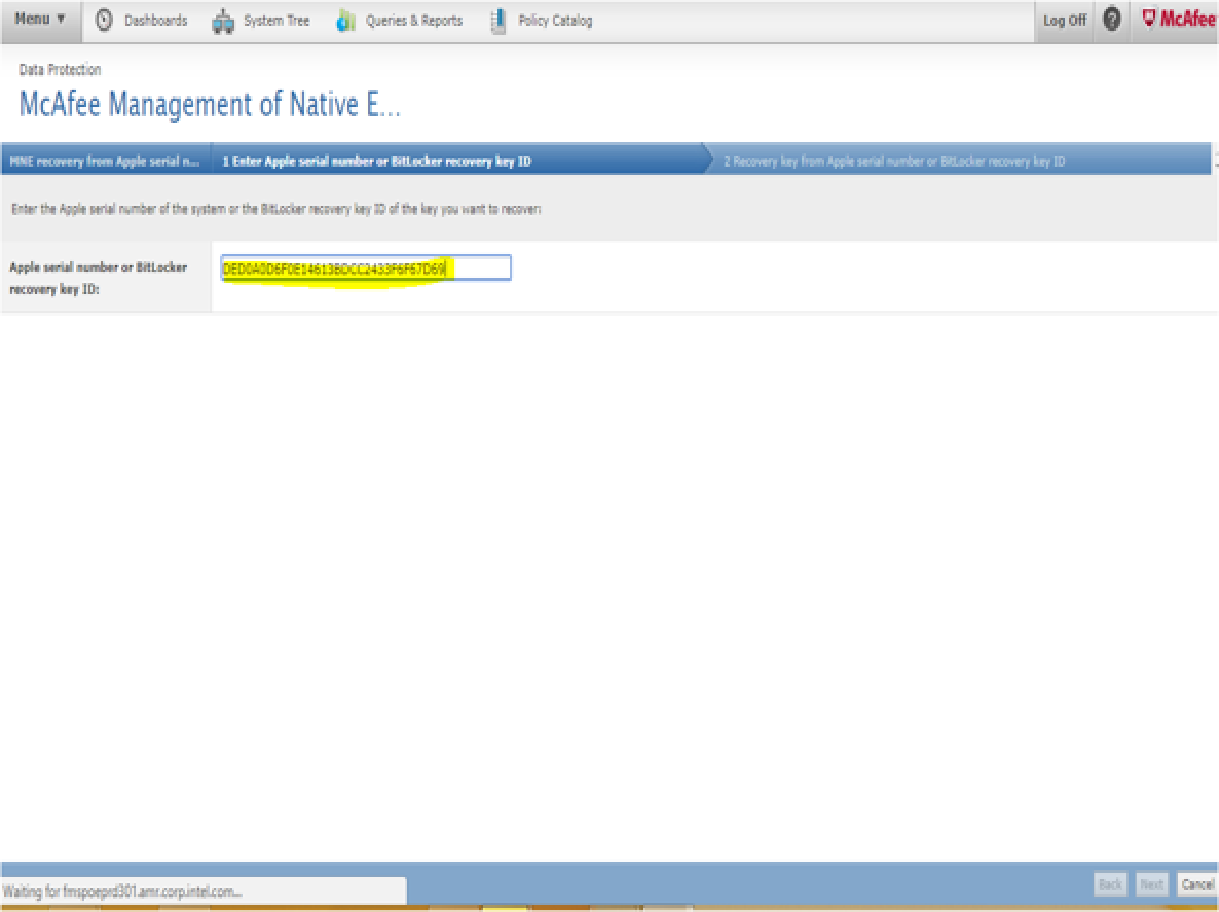 Menu ▼ Dashboards System Tree Queries & Reports Policy Catalog Log Off ? McAfee
Data Protection
McAfee Management of Native E...
MNE recovery from Apple serial n... 1 Enter Apple serial number or BitLocker recovery key ID 2 Recovery key from Apple serial number or BitLocker recovery key ID
Enter the Apple serial number of the system or the BitLocker recovery key ID of the key you want to recover:
Apple serial number or BitLocker
recovery key ID:
Back Next Cancel
Waiting for fmspoeprd301.amr.corp.intel.com...